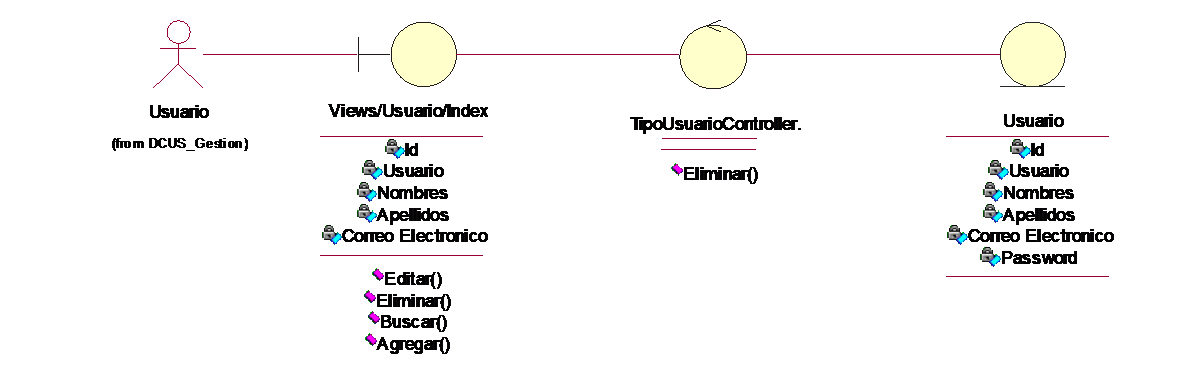 Usuario
(from DCUS_Gestion)
Views/Usuario/Index
Id
Usuario
Nombres
Apellidos
Correo Electronico
Editar()
Eliminar()
Buscar()
Agregar()
TipoUsuarioController.
Eliminar()
Usuario
Id
Usuario
Nombres
Apellidos
Correo Electronico
Password